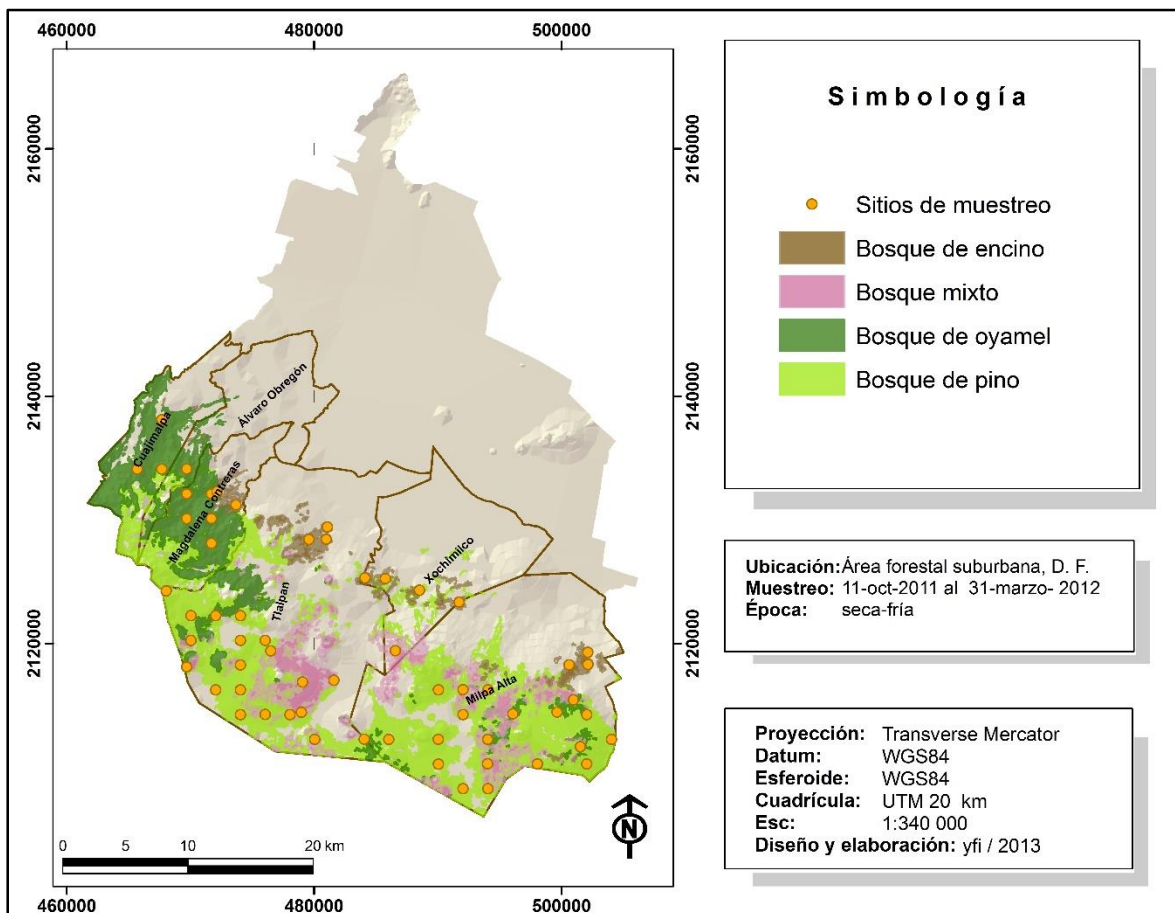 460000 480000 500000
2160000 2160000
2140000 2140000
2120000 2120000
Álvaro Obregón
Cuajimalpa
Magdalena Contreras
Tlalpan
Xochimilco
Milpa Alta
0 5 10 20 km
N
460000 480000 500000
Simbología
Sitios de muestreo
Bosque de encino
Bosque mixto
Bosque de oyamel
Bosque de pino
Ubicación: Área forestal suburbana, D. F.
Muestreo: 11-oct-2011 al 31-marzo- 2012
Época: seca-fría
Proyección: Transverse Mercator
Datum: WGS84
Esferoide: WGS84
Cuadrícula: UTM 20 km
Esc: 1:340 000
Diseño y elaboración: yfi / 2013